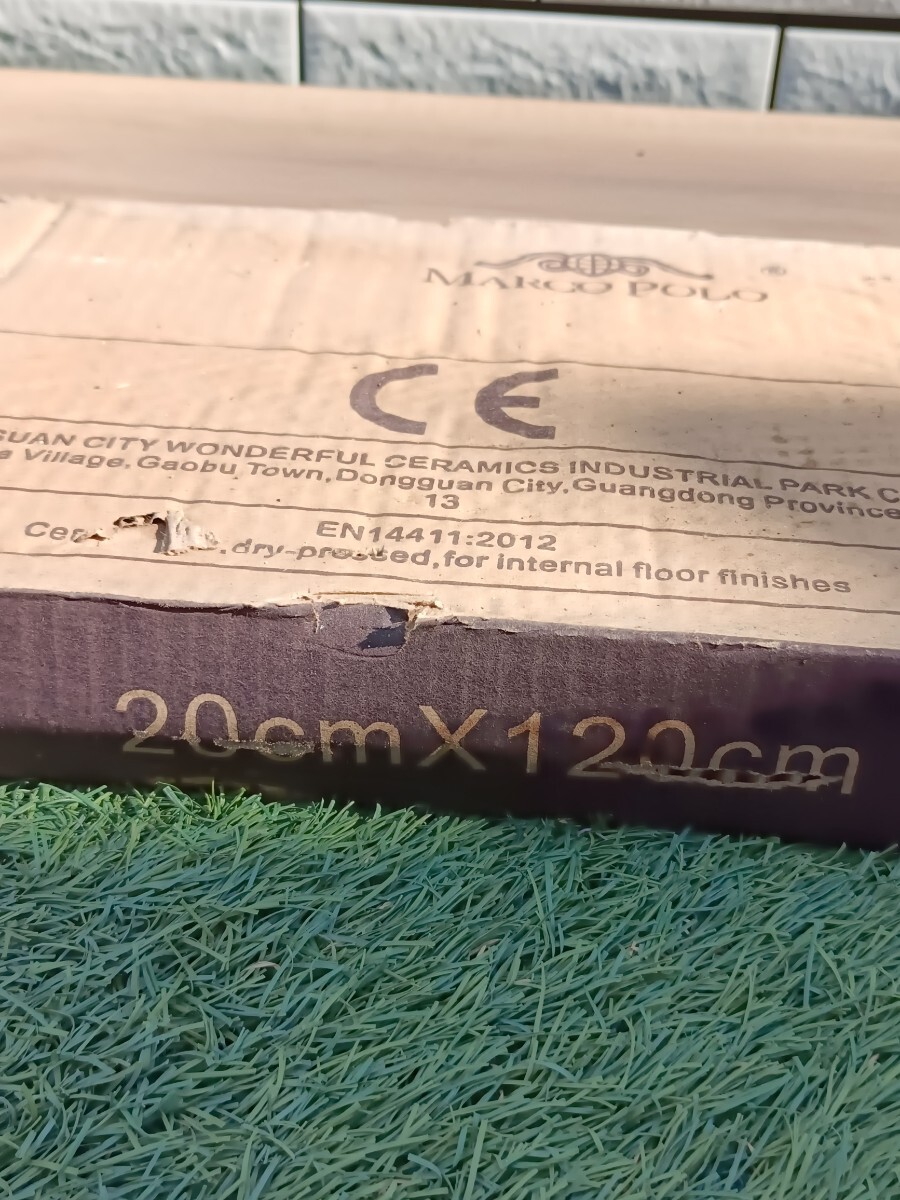 MARCO POLO ®
CE
GUAN CITY WONDERFUL CERAMICS INDUSTRIAL PARK C
Village, Gaobu Town, Dongguan City, Guangdong Province
13
EN14411:2012
dry-pressed, for internal floor finishes
20cm X 120cm